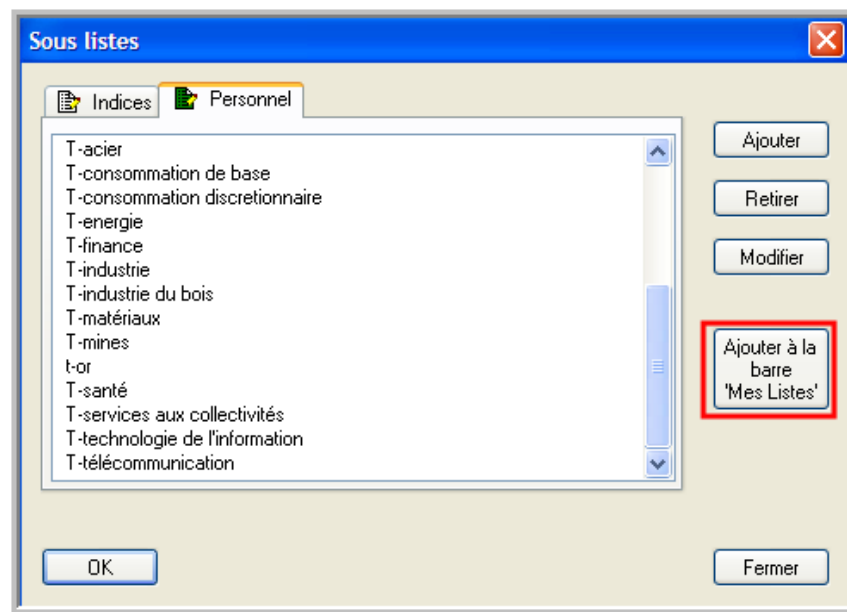 Sous listes
Indices
Personnel
T-acier
T-consommation de base
T-consommation discretionnaire
T-energie
T-finance
T-industrie
T-industrie du bois
T-matériaux
T-mines
t-or
T-santé
T-services aux collectivités
T-technologie de l'information
T-télécommunication
Ajouter
Retirer
Modifier
Ajouter à la
barre
'Mes Listes'
OK
Fermer